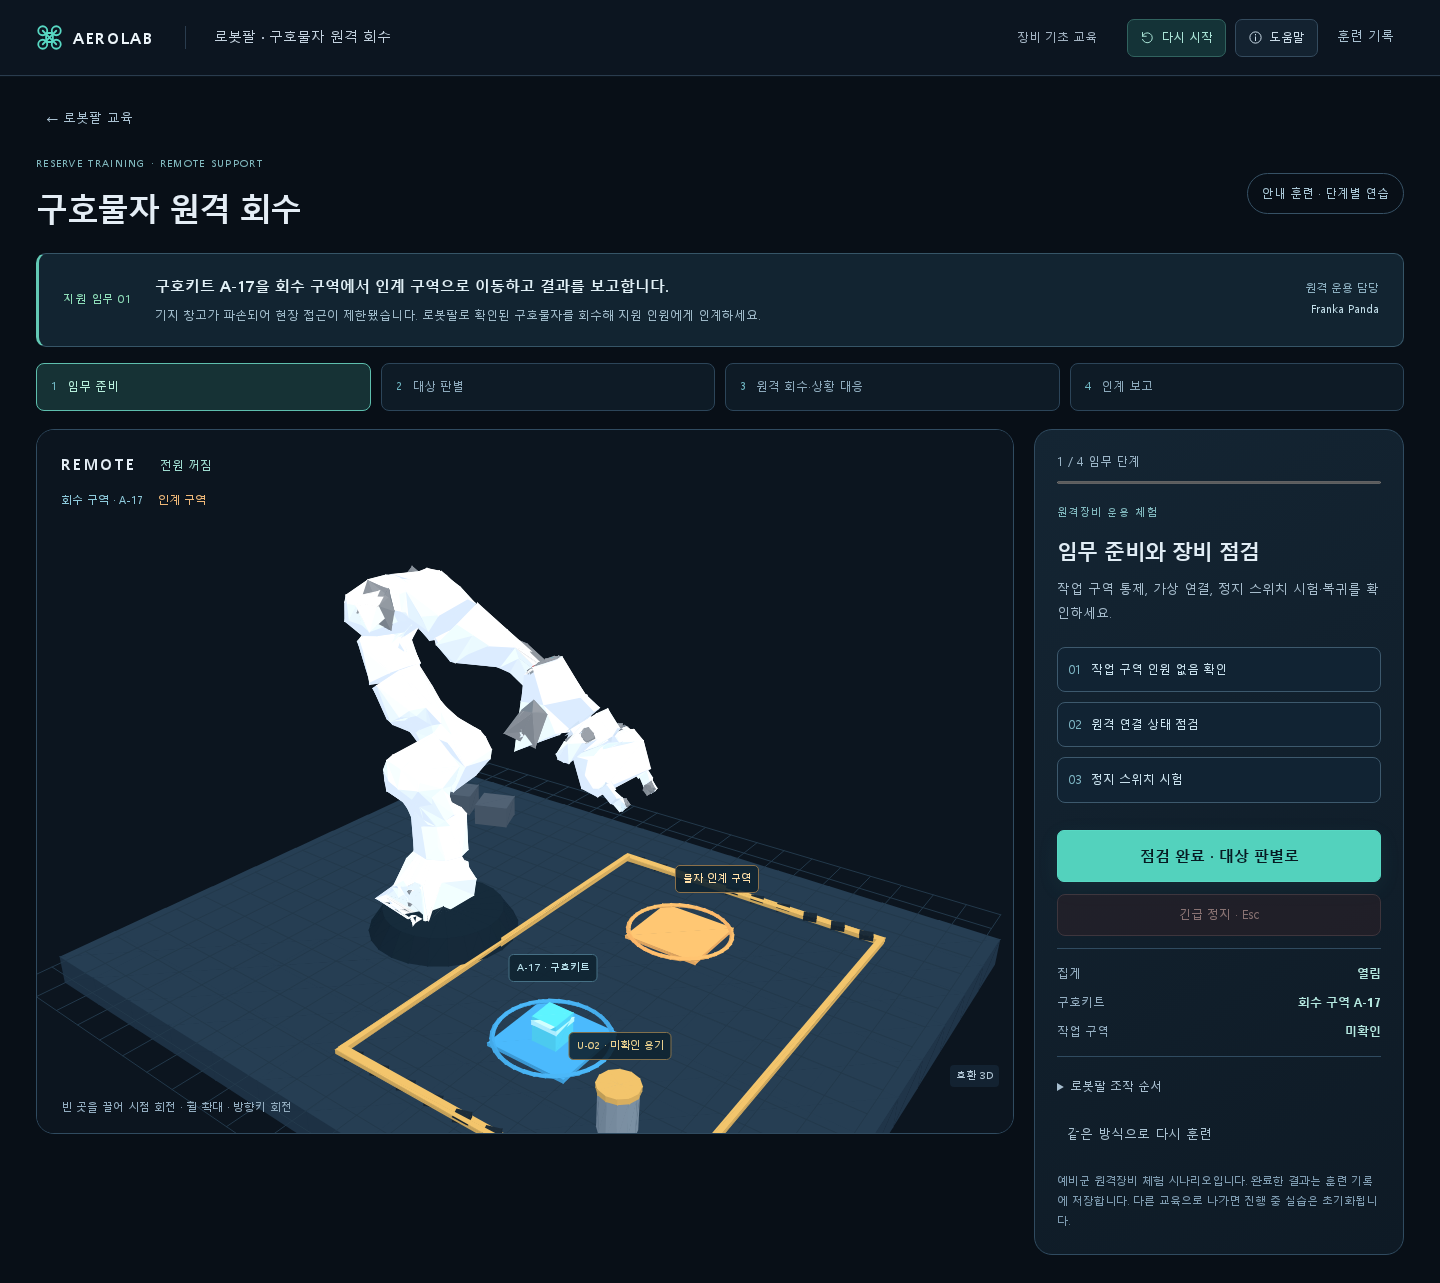 AEROLAB
로봇팔 · 구호물자 원격 회수
장비 기초 교육
다시 시작
도움말
훈련 기록
← 로봇팔 교육
RESERVE TRAINING · REMOTE SUPPORT
구호물자 원격 회수
안내 훈련 · 단계별 연습
지원 임무 01
구호키트 A-17을 회수 구역에서 인계 구역으로 이동하고 결과를 보고합니다.
기지 창고가 파손되어 현장 접근이 제한됐습니다. 로봇팔로 확인된 구호물자를 회수해 지원 인원에게 인계하세요.
원격 운용 담당
Franka Panda
1 임무 준비
2 대상 판별
3 원격 회수·상황 대응
4 인계 보고
REMOTE 전원 꺼짐
회수 구역 · A-17 인계 구역
물자 인계 구역
A-17 · 구호키트
U-02 · 미확인 용기
호환 3D
빈 곳을 끌어 시점 회전 · 휠 확대 · 방향키 회전
1 / 4 임무 단계
원격장비 운용 체험
임무 준비와 장비 점검
작업 구역 통제, 가상 연결, 정지 스위치 시험·복귀를 확
인하세요.
01 작업 구역 인원 없음 확인
02 원격 연결 상태 점검
03 정지 스위치 시험
점검 완료 · 대상 판별로
긴급 정지 · Esc
집게 열림
구호키트 회수 구역 A-17
작업 구역 미확인
▶ 로봇팔 조작 순서
같은 방식으로 다시 훈련
예비군 원격장비 체험 시나리오입니다. 완료한 결과는 훈련 기록
에 저장합니다. 다른 교육으로 나가면 진행 중 실습은 초기화됩니
다.